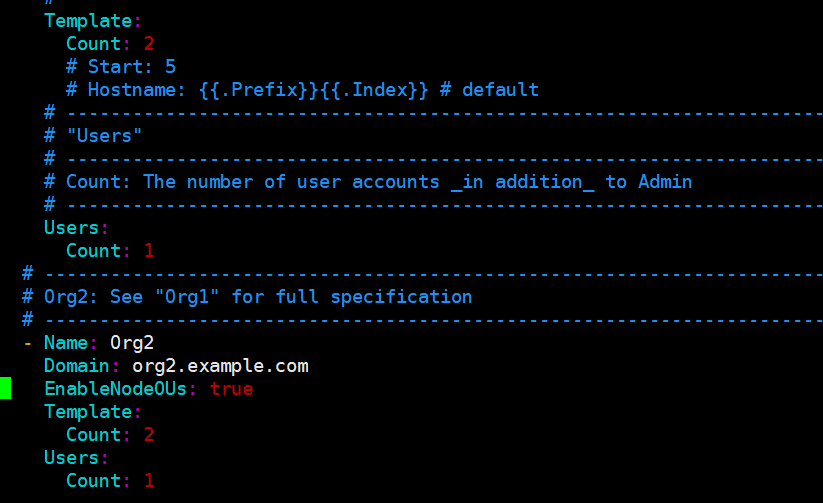 #
Template:
Count: 2
# Start: 5
# Hostname: {{.Prefix}}{{.Index}} # default
# ---------------------------------------------------------------------
# "Users"
# ---------------------------------------------------------------------
# Count: The number of user accounts _in addition_ to Admin
# ---------------------------------------------------------------------
Users:
Count: 1
# -----------------------------------------------------------------------
# Org2: See "Org1" for full specification
# -----------------------------------------------------------------------
- Name: Org2
Domain: org2.example.com
EnableNodeOUs: true
Template:
Count: 2
Users:
Count: 1